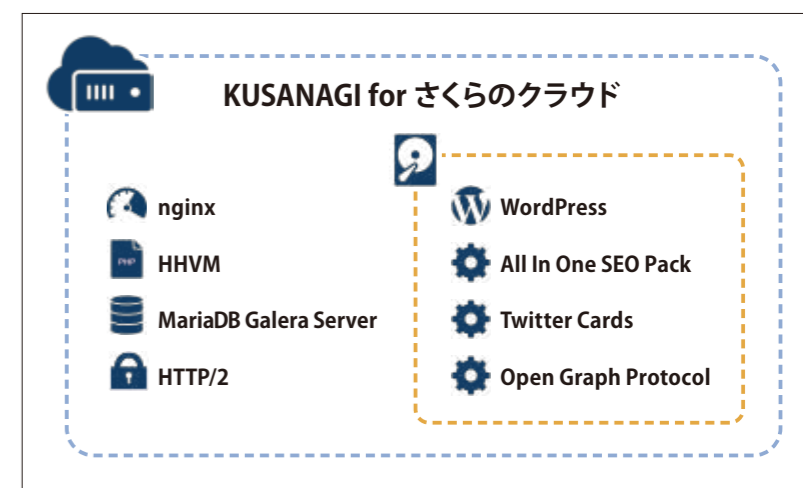 KUSANAGI for さくらのクラウド
nginx
PHP
HHVM
MariaDB Galera Server
HTTP/2
WordPress
All In One SEO Pack
Twitter Cards
Open Graph Protocol